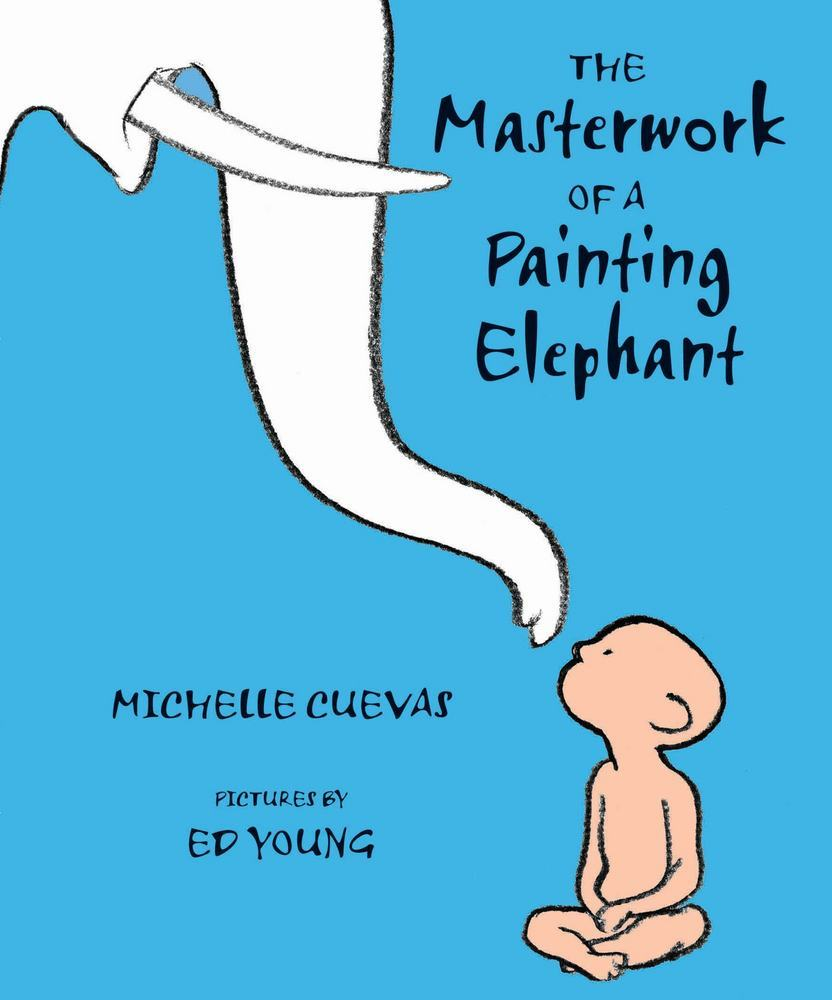 THE
Masterwork
OF A
Painting
Elephant
MICHELLE CUEVAS
PICTURES BY
ED YOUNG